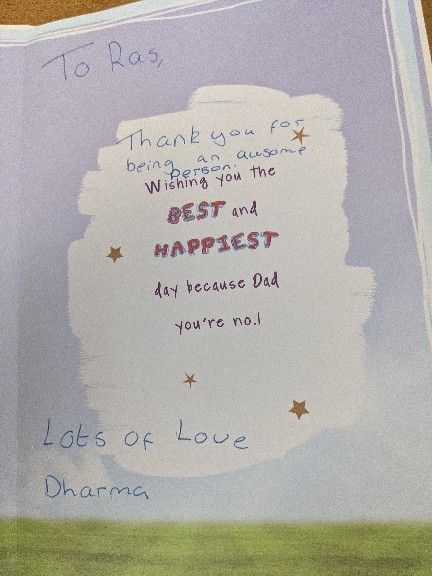 To Ras,
Thank you for
being an awsome
person.
Wishing you the
BEST and
HAPPIEST
day because Dad
you're no.1
Lots of Love
Dharma